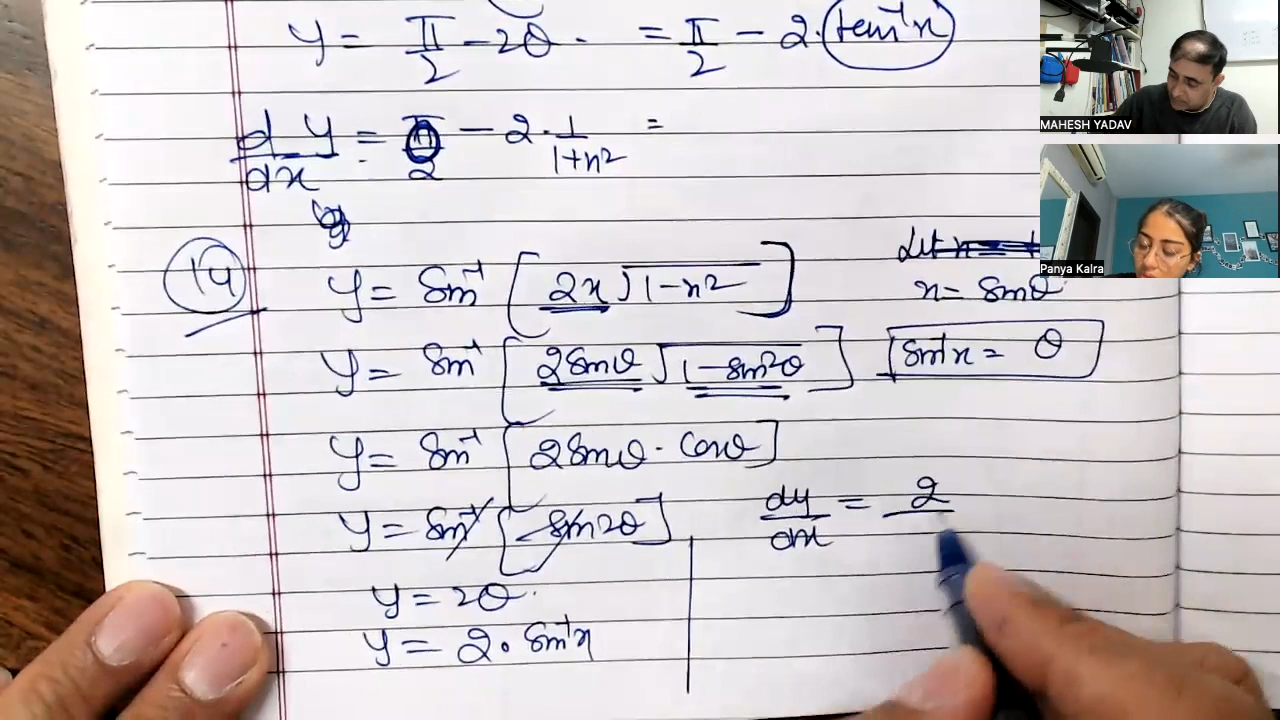 y = π/2 - 2θ. = π/2 - 2.tan⁻¹x
dy/dx = 0 - 2.1/1+x² =
14
y = Sin⁻¹ [2x√1-x²]
x = Sinθ
y = Sin⁻¹ [2Sinθ√1-sin²θ]
Sin⁻¹x = θ
y = Sin⁻¹ [2Sinθ. Cosθ]
y = Sin⁻¹ [Sin2θ]
dy/dx = 2
y = 2θ.
y = 2. Sin⁻¹x
MAHESH YADAV
Panya Kalra